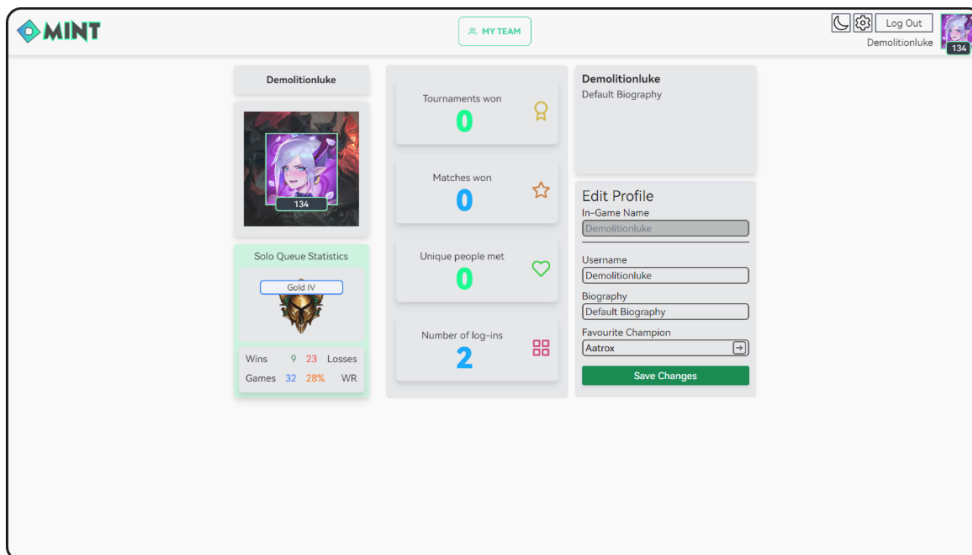 MINT
MY TEAM
Log Out
Demolitionluke
134
Demolitionluke
134
Solo Queue Statistics
Gold IV
Wins 9 23 Losses
Games 32 28% WR
Tournaments won
0
Matches won
0
Unique people met
0
Number of log-ins
2
Demolitionluke
Default Biography
Edit Profile
In-Game Name
Demolitionluke
Username
Demolitionluke
Biography
Default Biography
Favourite Champion
Aatrox
Save Changes